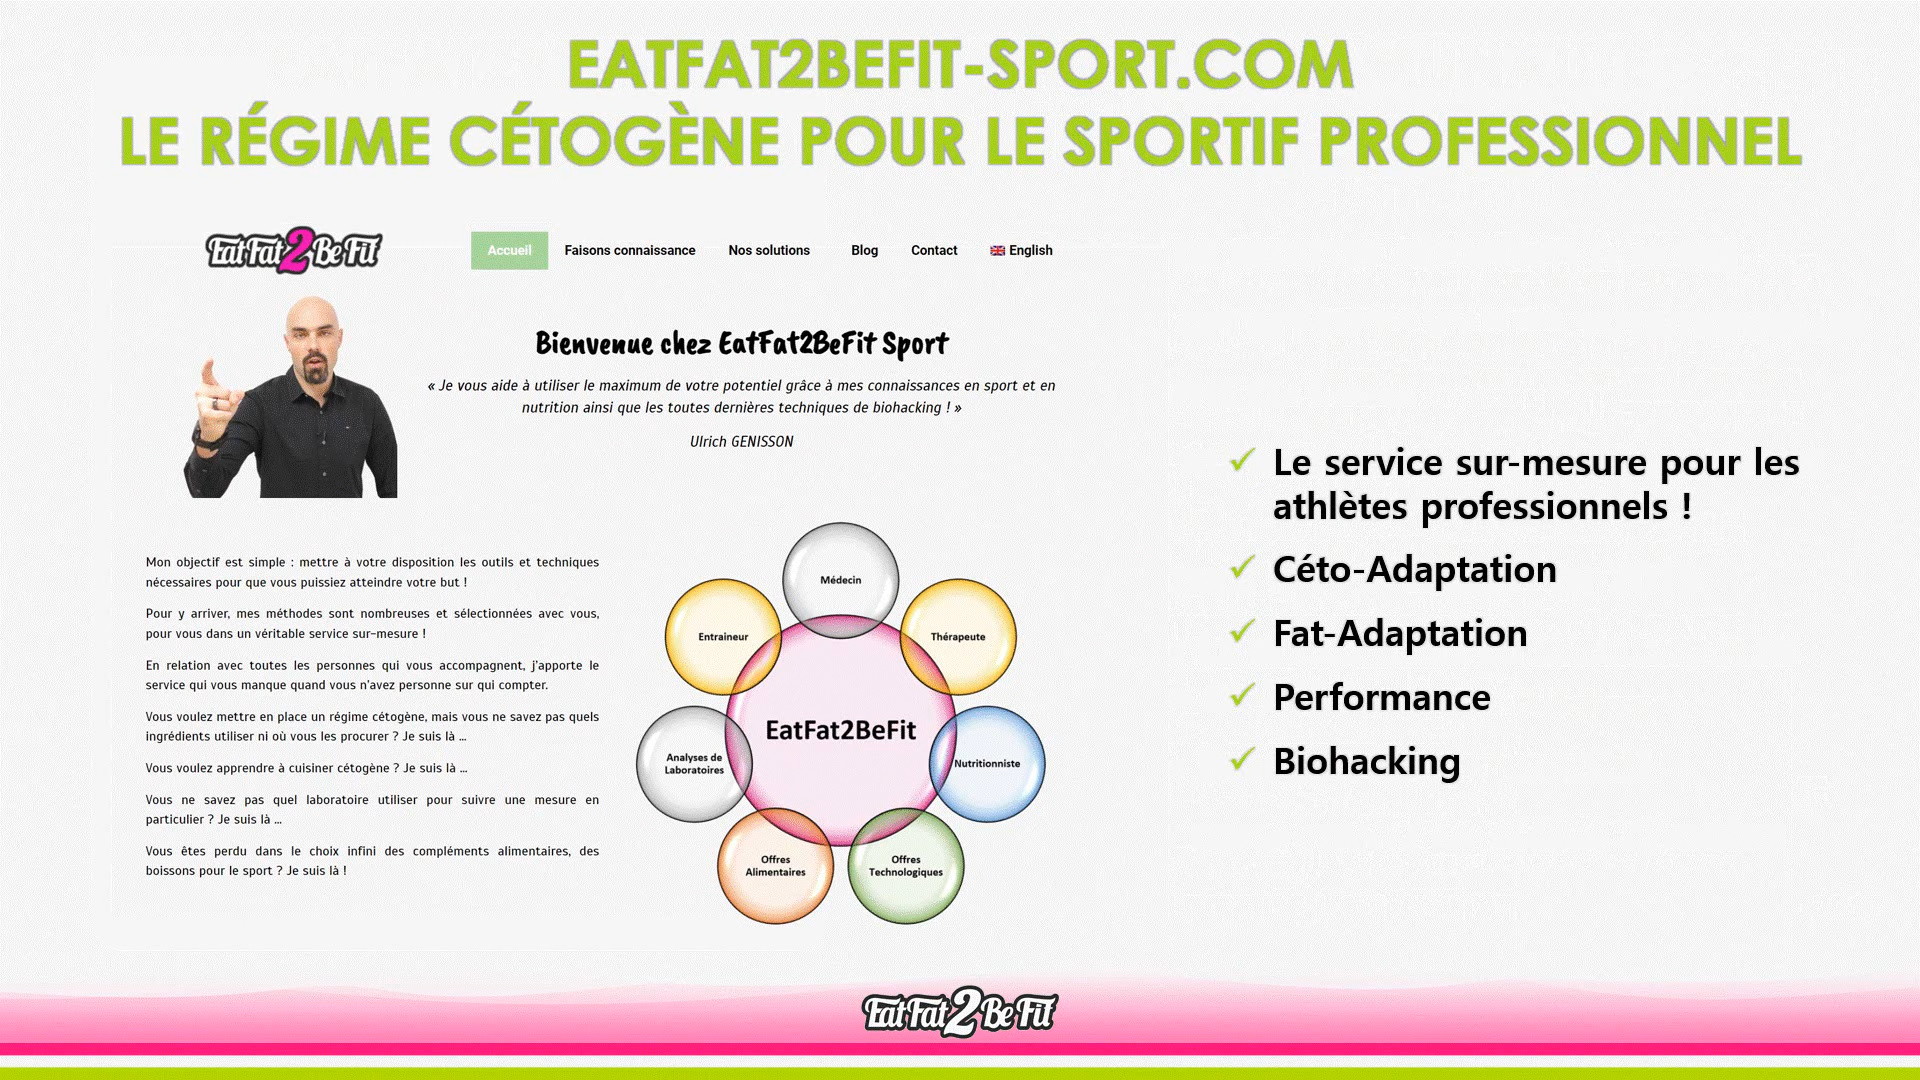 EATFAT2BEFIT-SPORT.COM
LE RÉGIME CÉTOGÈNE POUR LE SPORTIF PROFESSIONNEL
EatFat2BeFit
Accueil
Faisons connaissance
Nos solutions
Blog
Contact
English
Bienvenue chez EatFat2BeFit Sport
« Je vous aide à utiliser le maximum de votre potentiel grâce à mes connaissances en sport et en
nutrition ainsi que les toutes dernières techniques de biohacking ! »
Ulrich GENISSON
Mon objectif est simple : mettre à votre disposition les outils et techniques
nécessaires pour que vous puissiez atteindre votre but !
Pour y arriver, mes méthodes sont nombreuses et sélectionnées avec vous,
pour vous dans un véritable service sur-mesure !
En relation avec toutes les personnes qui vous accompagnent, j'apporte le
service qui vous manque quand vous n'avez personne sur qui compter.
Vous voulez mettre en place un régime cétogène, mais vous ne savez pas quels
ingrédients utiliser ni où vous les procurer ? Je suis là ...
Vous voulez apprendre à cuisiner cétogène ? Je suis là ...
Vous ne savez pas quel laboratoire utiliser pour suivre une mesure en
particulier ? Je suis là ...
Vous êtes perdu dans le choix infini des compléments alimentaires, des
boissons pour le sport ? Je suis là !
Médecin
Entraineur
Thérapeute
EatFat2BeFit
Analyses de
Laboratoires
Nutritionniste
Offres
Alimentaires
Offres
Technologiques
Le service sur-mesure pour les
athlètes professionnels !
Céto-Adaptation
Fat-Adaptation
Performance
Biohacking
EatFat2BeFit